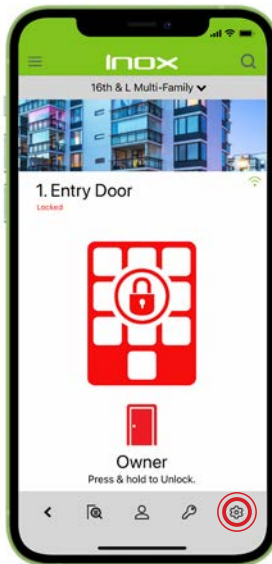 INOX
16th & L Multi-Family
1. Entry Door
Locked
Owner
Press & hold to Unlock.